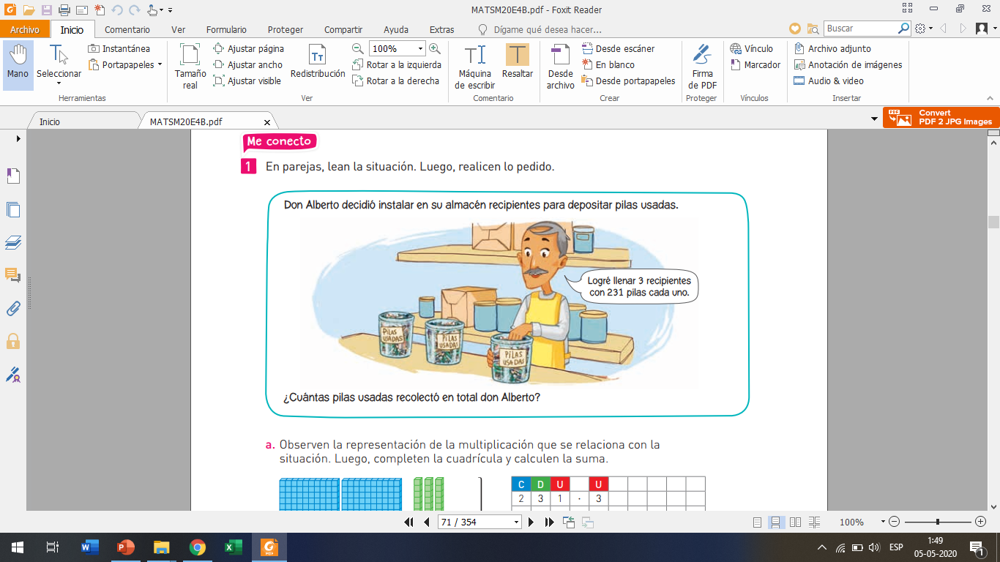 MATSM20E4B.pdf - Foxit Reader
Archivo Inicio Comentario Ver Formulario Proteger Compartir Ayuda Extras Dígame qué desea hacer... Buscar
Mano
Seleccionar
Instantánea
Portapapeles
Herramientas
Tamaño
real
Ajustar página
Ajustar ancho
Ajustar visible
Redistribución
100%
Rotar a la izquierda
Rotar a la derecha
Ver
Máquina
de escribir
Resaltar
Comentario
Desde
archivo
Desde escáner
En blanco
Desde portapapeles
Crear
Firma
de PDF
Proteger
Vínculo
Marcador
Vínculos
Archivo adjunto
Anotación de imágenes
Audio & video
Insertar
Inicio MATSM20E4B.pdf
PDF Convert
PDF 2 JPG Images
Me conecto
1 En parejas, lean la situación. Luego, realicen lo pedido.
Don Alberto decidió instalar en su almacén recipientes para depositar pilas usadas.
Logré llenar 3 recipientes
con 231 pilas cada uno.
PILAS
USADAS
PILAS
USADAS
PILAS
USADAS
¿Cuántas pilas usadas recolectó en total don Alberto?
a. Observen la representación de la multiplicación que se relaciona con la
situación. Luego, completen la cuadrícula y calculen la suma.
C D U U
2 3 1 · 3
71 / 354 100%
ESP 1:49
05-05-2020 1